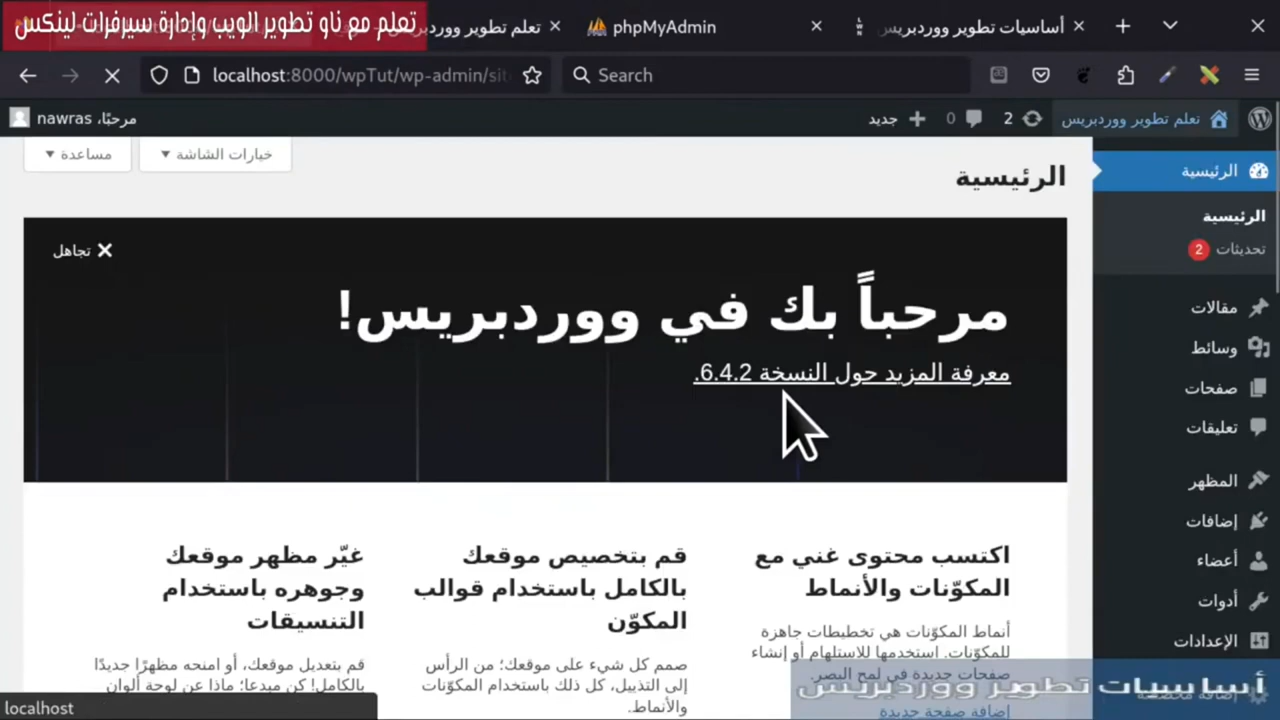 تعلم مع ناو تطوير الويب وإدارة سيرفرات لينكس
تعلم تطوير ووردبريس
phpMyAdmin
أساسيات تطوير ووردبريس
localhost:8000/wpTut/wp-admin/sit
Search
مرحبًا، nawras
جديد
0
2
تعلم تطوير ووردبريس
خيارات الشاشة
مساعدة
الرئيسية
تجاهل
مرحباً بك في ووردبريس!
معرفة المزيد حول النسخة 6.4.2.
اكتسب محتوى غني مع
المكوّنات والأنماط
أنماط المكوّنات هي تخطيطات جاهزة
للمكوّنات. استخدمها للاستلهام أو إنشاء
صفحات جديدة في لمح البصر.
إضافة صفحة جديدة
قم بتخصيص موقعك
بالكامل باستخدام قوالب
المكوّن
صمم كل شيء على موقعك؛ من الرأس
إلى التذييل، كل ذلك باستخدام المكوّنات
والأنماط.
غيّر مظهر موقعك
وجوهره باستخدام
التنسيقات
قم بتعديل موقعك، أو امنحه مظهرًا جديدًا
بالكامل! كن مبدعا؛ ماذا عن لوحة ألوان
الرئيسية
الرئيسية
تحديثات 2
مقالات
وسائط
صفحات
تعليقات
المظهر
إضافات
أعضاء
أدوات
الإعدادات
أساسيات تطوير ووردبريس
localhost